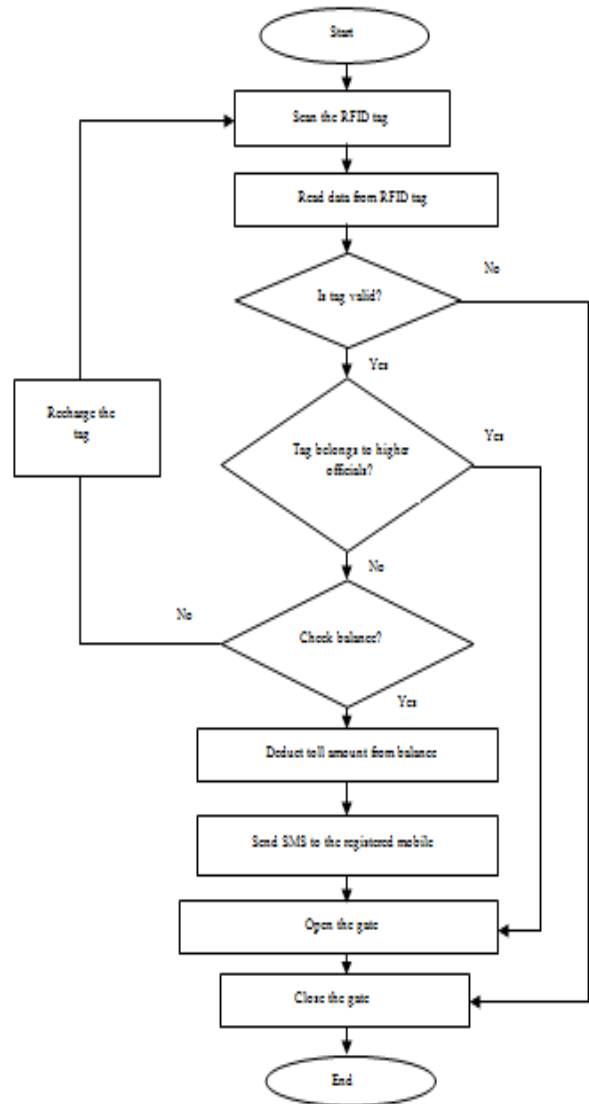 Start
Scan the RFID tag
Read data from RFID tag
No
Is tag valid?
Yes
Recharge the
tag
Tag belongs to higher
officials?
Yes
No
No
Check balance?
Yes
Deduct toll amount from balance
Send SMS to the registered mobile
Open the gate
Close the gate
End